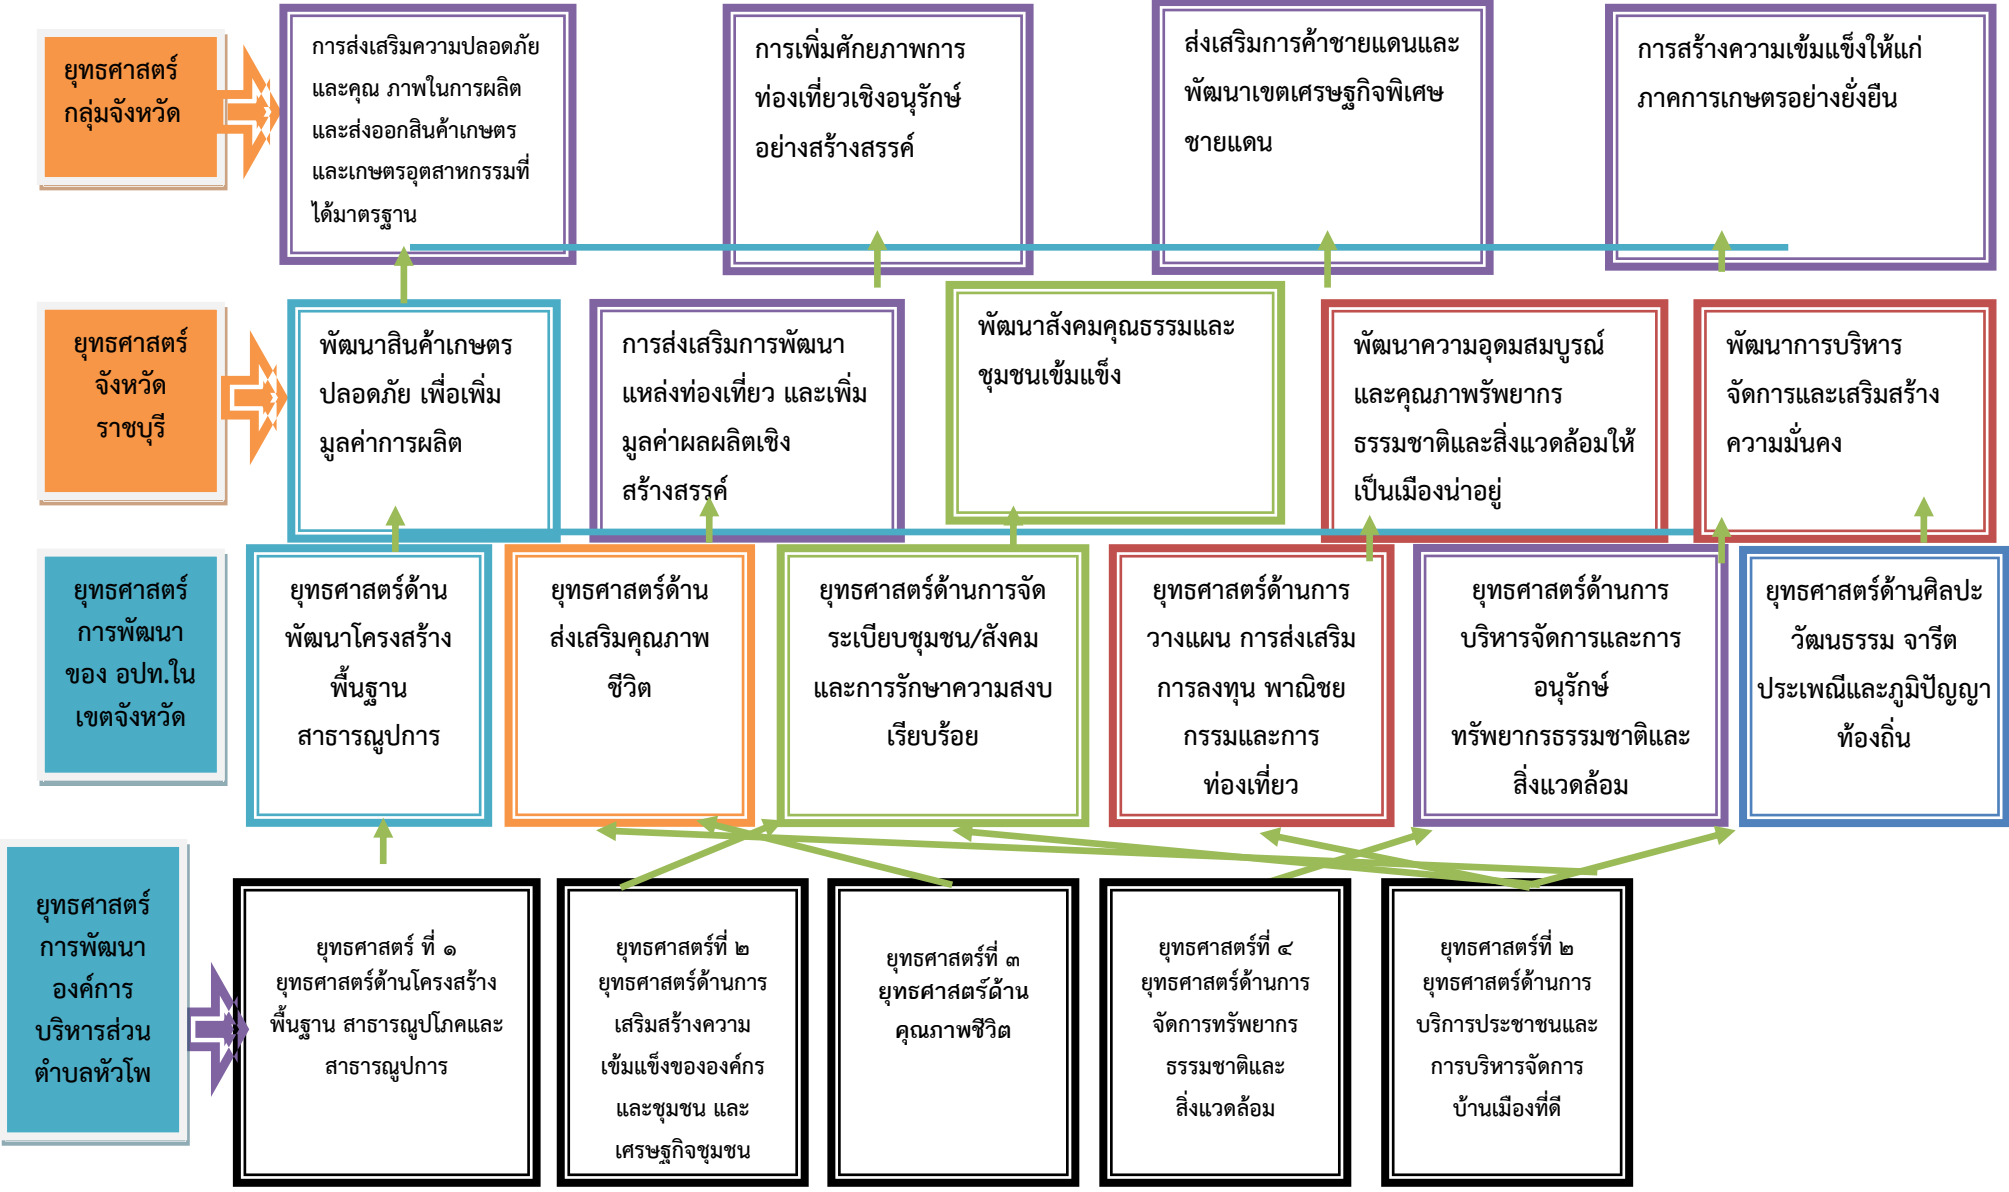 ยุทธศาสตร์
กลุ่มจังหวัด
การส่งเสริมความปลอดภัย
และคุณ ภาพในการผลิต
และส่งออกสินค้าเกษตร
และเกษตรอุตสาหกรรมที่
ได้มาตรฐาน
การเพิ่มศักยภาพการ
ท่องเที่ยวเชิงอนุรักษ์
อย่างสร้างสรรค์
ส่งเสริมการค้าชายแดนและ
พัฒนาเขตเศรษฐกิจพิเศษ
ชายแดน
การสร้างความเข้มแข็งให้แก่
ภาคการเกษตรอย่างยั่งยืน
ยุทธศาสตร์
จังหวัด
ราชบุรี
พัฒนาสินค้าเกษตร
ปลอดภัย เพื่อเพิ่ม
มูลค่าการผลิต
การส่งเสริมการพัฒนา
แหล่งท่องเที่ยว และเพิ่ม
มูลค่าผลผลิตเชิง
สร้างสรรค์
พัฒนาสังคมคุณธรรมและ
ชุมชนเข้มแข็ง
พัฒนาความอุดมสมบูรณ์
และคุณภาพรัพยากร
ธรรมชาติและสิ่งแวดล้อมให้
เป็นเมืองน่าอยู่
พัฒนาการบริหาร
จัดการและเสริมสร้าง
ความมั่นคง
ยุทธศาสตร์
การพัฒนา
ของ อปท.ใน
เขตจังหวัด
ยุทธศาสตร์ด้าน
พัฒนาโครงสร้าง
พื้นฐาน
สาธารณูปการ
ยุทธศาสตร์ด้าน
ส่งเสริมคุณภาพ
ชีวิต
ยุทธศาสตร์ด้านการจัด
ระเบียบชุมชน/สังคม
และการรักษาความสงบ
เรียบร้อย
ยุทธศาสตร์ด้านการ
วางแผน การส่งเสริม
การลงทุน พาณิชย
กรรมและการ
ท่องเที่ยว
ยุทธศาสตร์ด้านการ
บริหารจัดการและการ
อนุรักษ์
ทรัพยากรธรรมชาติและ
สิ่งแวดล้อม
ยุทธศาสตร์ด้านศิลปะ
วัฒนธรรม จารีต
ประเพณีและภูมิปัญญา
ท้องถิ่น
ยุทธศาสตร์
การพัฒนา
องค์การ
บริหารส่วน
ตำบลหัวโพ
ยุทธศาสตร์ ที่ ๑
ยุทธศาสตร์ด้านโครงสร้าง
พื้นฐาน สาธารณูปโภคและ
สาธารณูปการ
ยุทธศาสตร์ที่ ๒
ยุทธศาสตร์ด้านการ
เสริมสร้างความ
เข้มแข็งขององค์กร
และชุมชน และ
เศรษฐกิจชุมชน
ยุทธศาสตร์ที่ ๓
ยุทธศาสตร์ด้าน
คุณภาพชีวิต
ยุทธศาสตร์ที่ ๔
ยุทธศาสตร์ด้านการ
จัดการทรัพยากร
ธรรมชาติและ
สิ่งแวดล้อม
ยุทธศาสตร์ที่ ๒
ยุทธศาสตร์ด้านการ
บริการประชาชนและ
การบริหารจัดการ
บ้านเมืองที่ดี